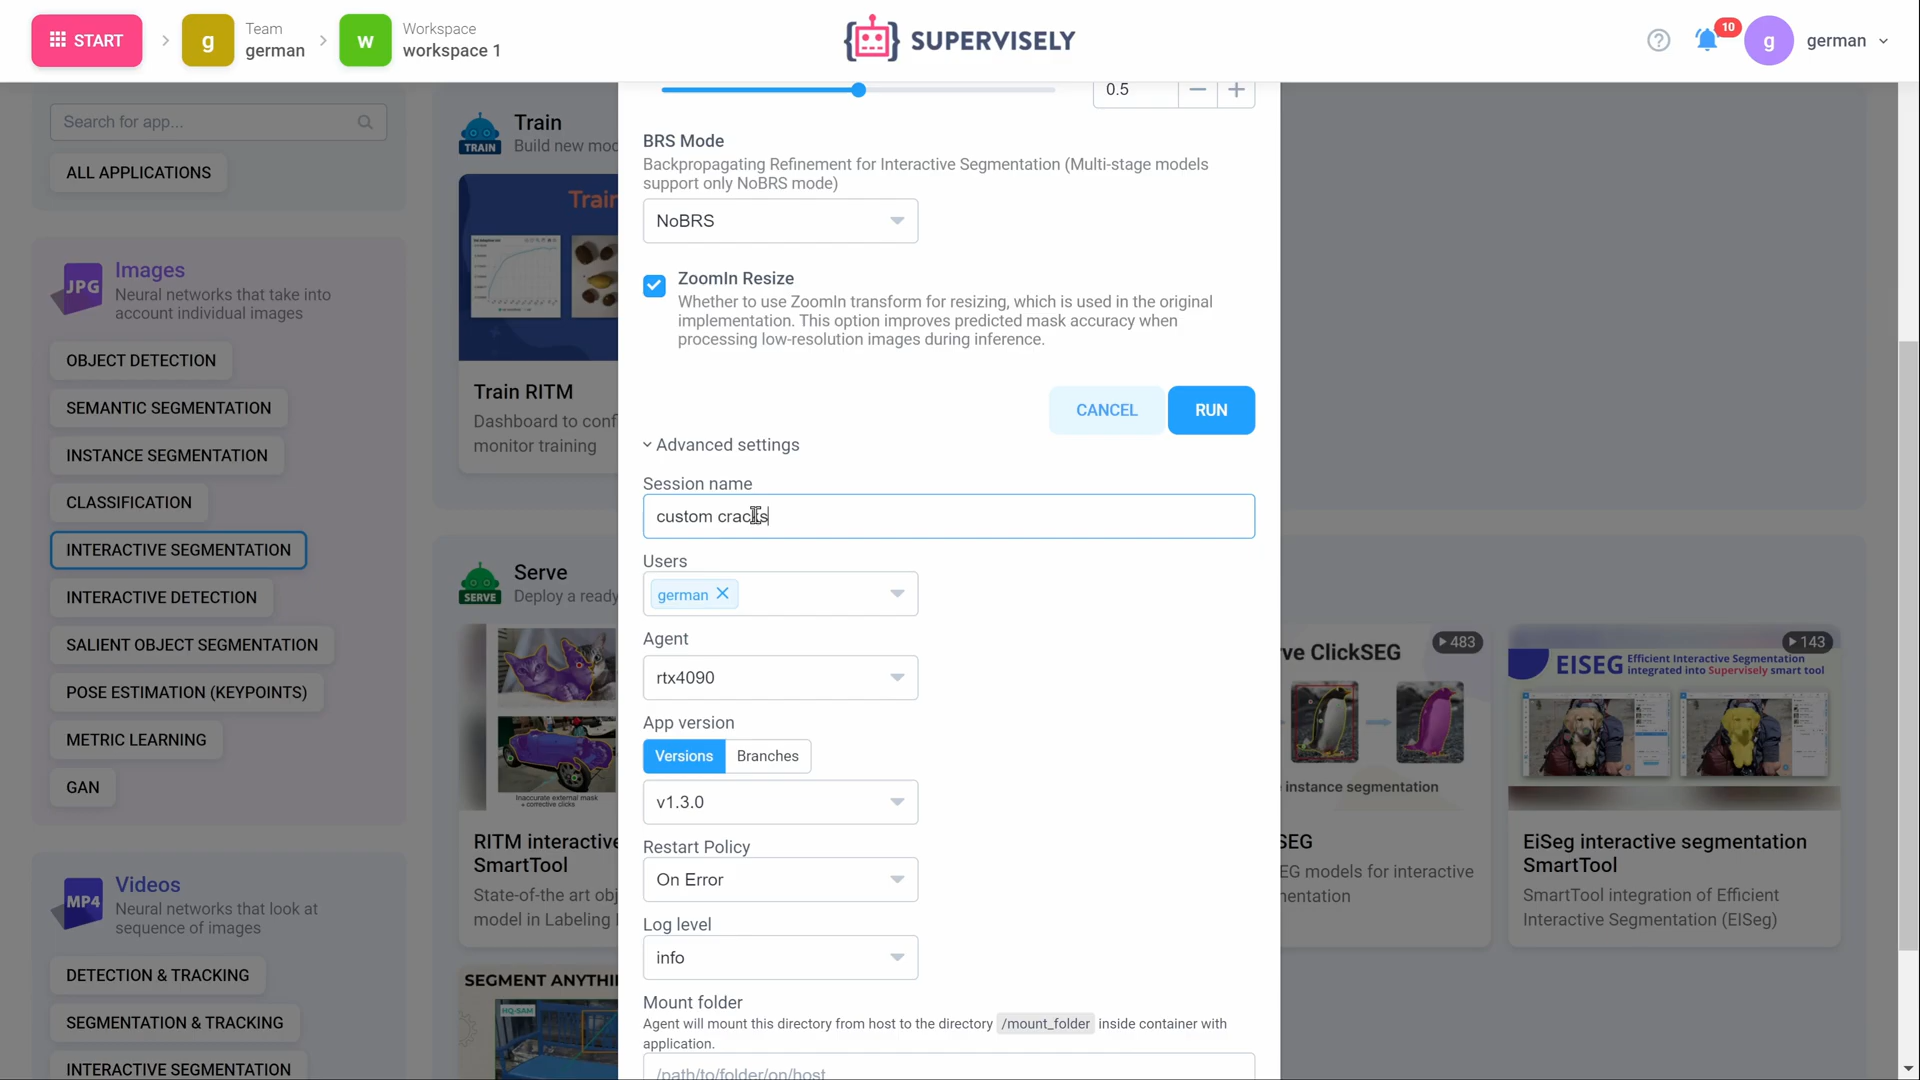 START
g
Team
german
w
Workspace
workspace 1
SUPERVISELY
10
g
german
Search for app...
ALL APPLICATIONS
JPG
Images
Neural networks that take into
account individual images
OBJECT DETECTION
SEMANTIC SEGMENTATION
INSTANCE SEGMENTATION
CLASSIFICATION
INTERACTIVE SEGMENTATION
INTERACTIVE DETECTION
SALIENT OBJECT SEGMENTATION
POSE ESTIMATION (KEYPOINTS)
METRIC LEARNING
GAN
MP4
Videos
Neural networks that look at
sequence of images
DETECTION & TRACKING
SEGMENTATION & TRACKING
INTERACTIVE SEGMENTATION
TRAIN
Train
Build new mod
Train
Train RITM
Dashboard to conf
monitor training
SERVE
Serve
Deploy a ready
Inaccurate external mask
+ corrective clicks
RITM interactive
SmartTool
State-of-the art obj
model in Labeling
SEGMENT ANYTHI
HQ-SAM
0.5
BRS Mode
Backpropagating Refinement for Interactive Segmentation (Multi-stage models
support only NoBRS mode)
NoBRS
ZoomIn Resize
Whether to use ZoomIn transform for resizing, which is used in the original
implementation. This option improves predicted mask accuracy when
processing low-resolution images during inference.
CANCEL
RUN
Advanced settings
Session name
custom cracks
Users
german
Agent
rtx4090
App version
Versions
Branches
v1.3.0
Restart Policy
On Error
Log level
info
Mount folder
Agent will mount this directory from host to the directory /mount_folder inside container with
application.
/path/to/folder/on/host
483
ve ClickSEG
instance segmentation
SEG
EG models for interactive
mentation
143
EISEG Efficient Interactive Segmentation
integrated into Supervisely smart tool
EiSeg interactive segmentation
SmartTool
SmartTool integration of Efficient
Interactive Segmentation (EISeg)